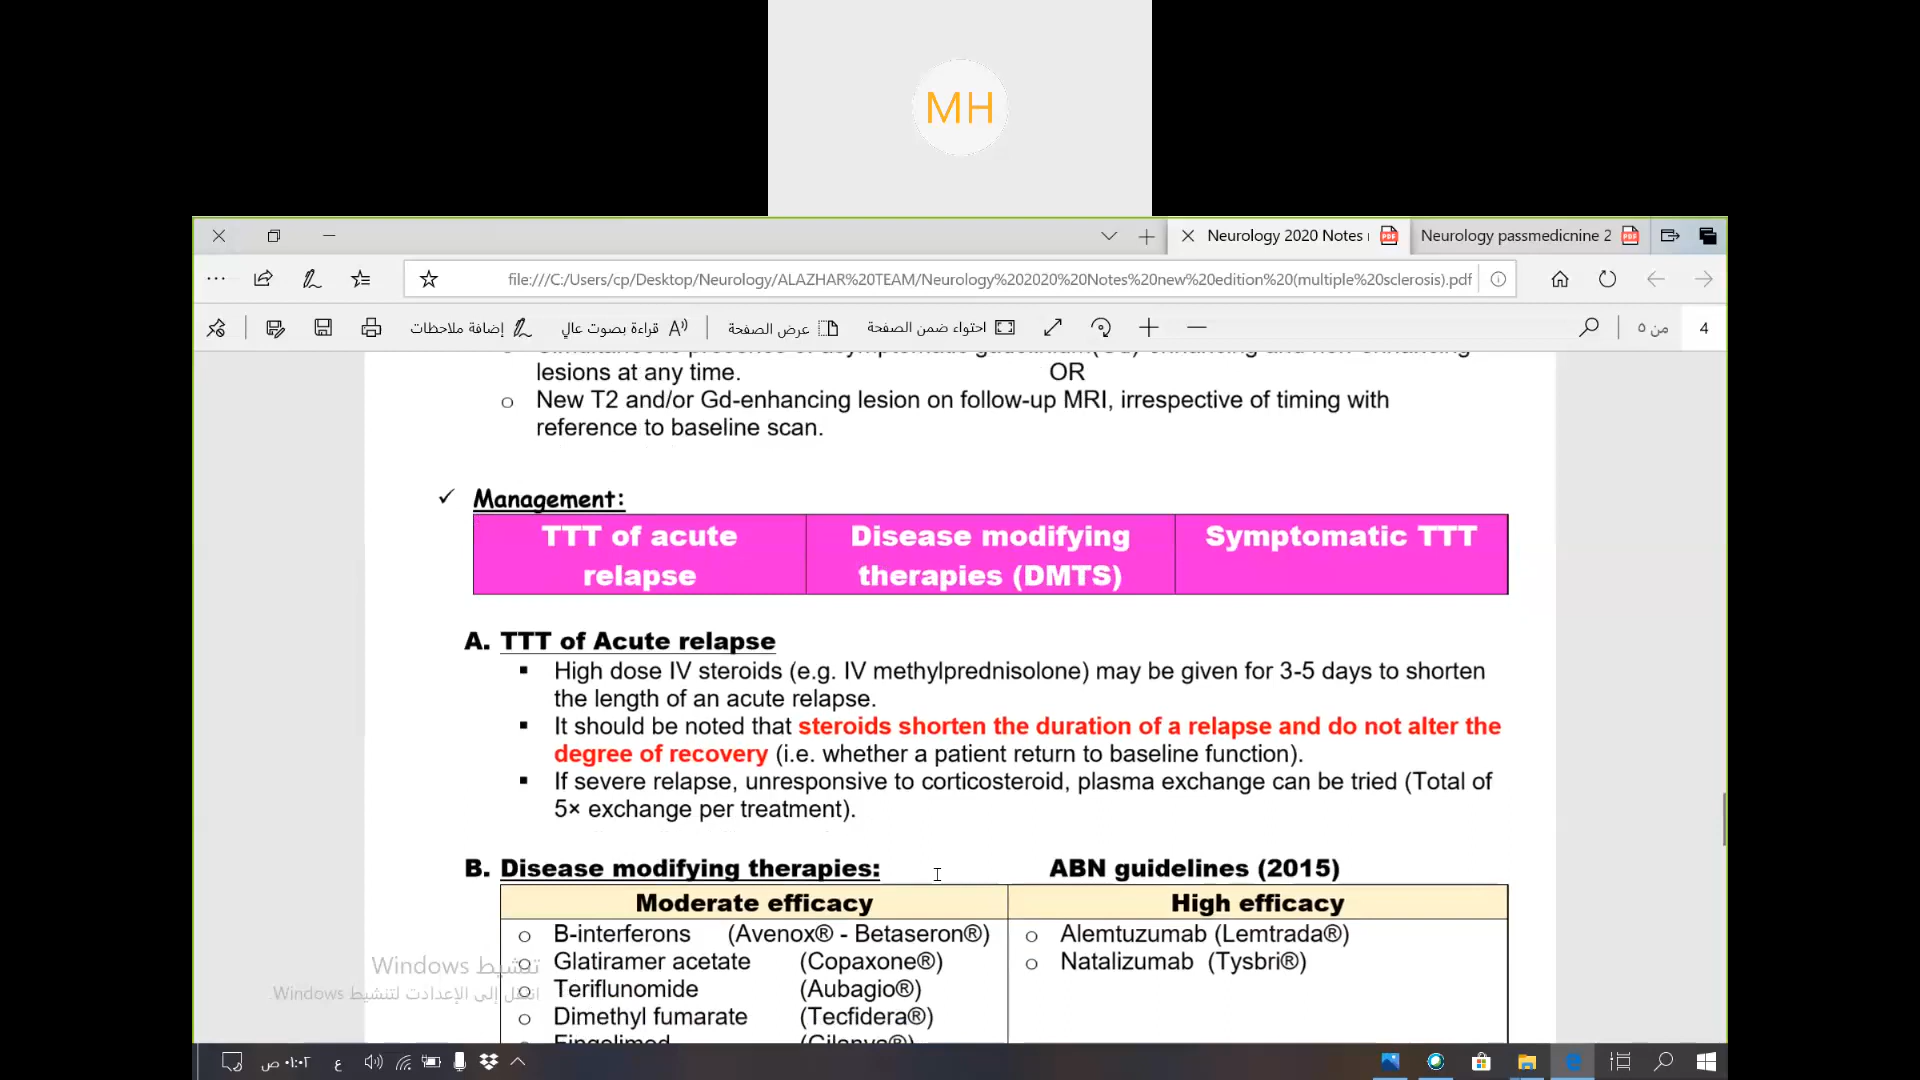 MH
Neurology 2020 Notes
Neurology passmedicnine 2
file:///C:/Users/cp/Desktop/Neurology/ALAZHAR%20TEAM/Neurology%202020%20Notes%20new%20edition%20(multiple%20sclerosis).pdf
إضافة ملاحظات
قراءة بصوت عال
عرض الصفحة
احتواء ضمن الصفحة
من ٥
4
lesions at any time. OR
o New T2 and/or Gd-enhancing lesion on follow-up MRI, irrespective of timing with
reference to baseline scan.
✓ Management:
TTT of acute
relapse
Disease modifying
therapies (DMTS)
Symptomatic TTT
A. TTT of Acute relapse
▪ High dose IV steroids (e.g. IV methylprednisolone) may be given for 3-5 days to shorten
the length of an acute relapse.
▪ It should be noted that steroids shorten the duration of a relapse and do not alter the
degree of recovery (i.e. whether a patient return to baseline function).
▪ If severe relapse, unresponsive to corticosteroid, plasma exchange can be tried (Total of
5× exchange per treatment).
B. Disease modifying therapies: ABN guidelines (2015)
Moderate efficacy
High efficacy
o B-interferons (Avenox® - Betaseron®)
o Alemtuzumab (Lemtrada®)
o Glatiramer acetate (Copaxone®)
o Natalizumab (Tysbri®)
o Teriflunomide (Aubagio®)
o Dimethyl fumarate (Tecfidera®)
تنشيط Windows
انتقل إلى الإعدادات لتنشيط Windows.
٠١:٠٢ ص
ع